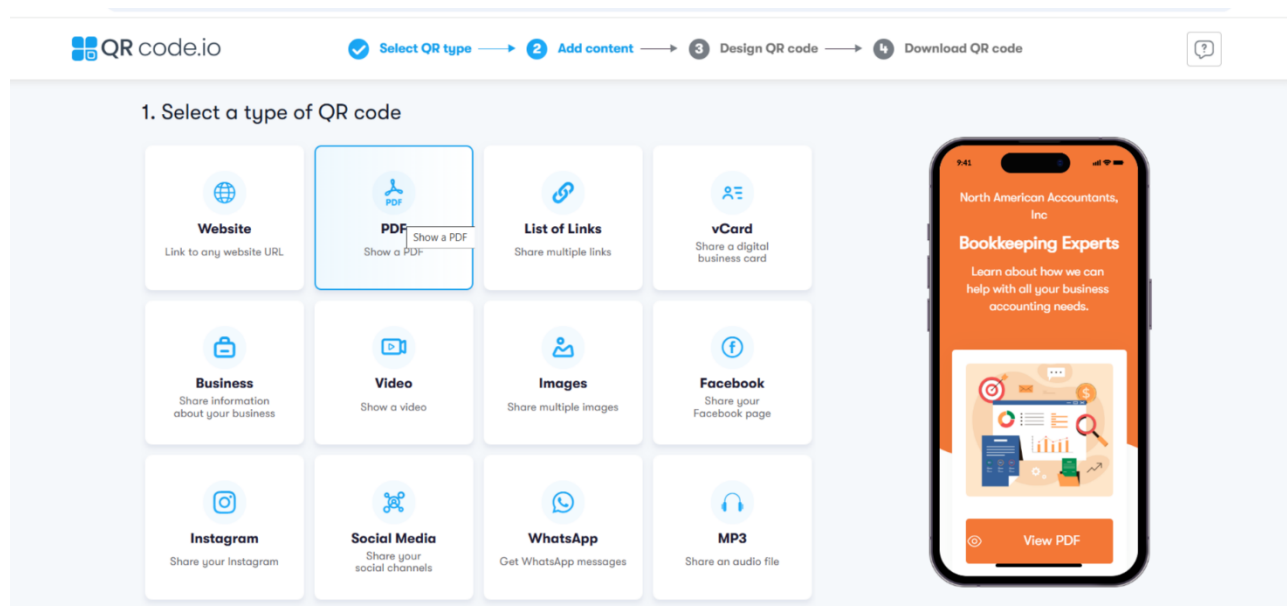 QR code.io
Select QR type
2 Add content
3 Design QR code
4 Download QR code
?
1. Select a type of QR code
PDF
Website
PDF
List of Links
vCard
Show a PDF
Link to any website URL
Show a PDF
Share multiple links
Share a digital
business card
Business
Video
Images
Facebook
Share information
about your business
Show a video
Share multiple images
Share your
Facebook page
Instagram
Social Media
WhatsApp
MP3
Share your Instagram
Share your
social channels
Get WhatsApp messages
Share an audio file
9:41
North American Accountants,
Inc
Bookkeeping Experts
Learn about how we can
help with all your business
accounting needs.
$
View PDF